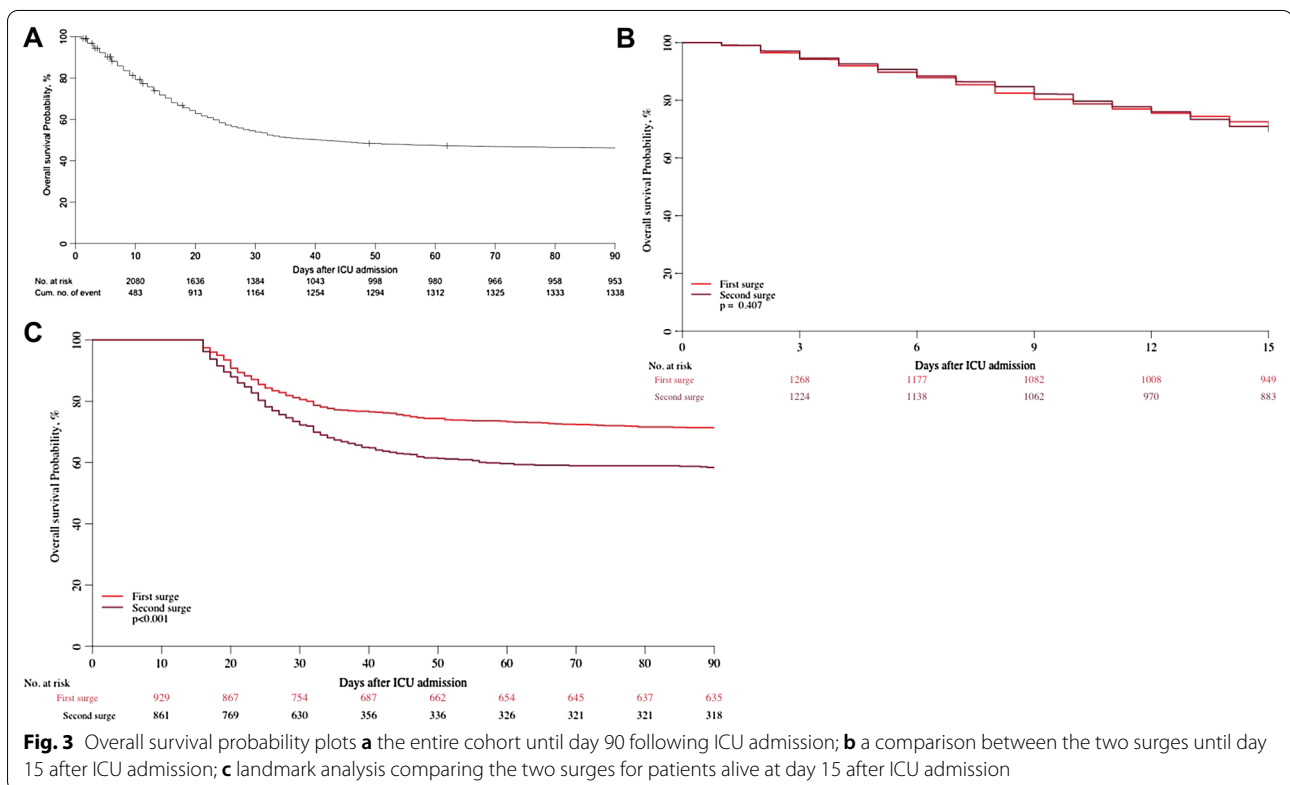 A
Overall survival Probability, %
100
80
60
40
20
0
0 10 20 30 40 50 60 70 80 90
Days after ICU admission
No. at risk 2080 1636 1384 1043 998 980 966 958 953
Cum. no. of event 483 913 1164 1254 1294 1312 1325 1333 1338
B
Overall survival Probability, %
100
80
60
40
20
0
First surge
Second surge
p = 0.407
0 3 6 9 12 15
No. at risk Days after ICU admission
First surge 1268 1177 1082 1008 949
Second surge 1224 1138 1062 970 883
C
Overall survival Probability, %
100
80
60
40
20
0
First surge
Second surge
p<0.001
0 10 20 30 40 50 60 70 80 90
No. at risk Days after ICU admission
First surge 929 867 754 687 662 654 645 637 635
Second surge 861 769 630 356 336 326 321 321 318
Fig. 3 Overall survival probability plots a the entire cohort until day 90 following ICU admission; b a comparison between the two surges until day
15 after ICU admission; c landmark analysis comparing the two surges for patients alive at day 15 after ICU admission